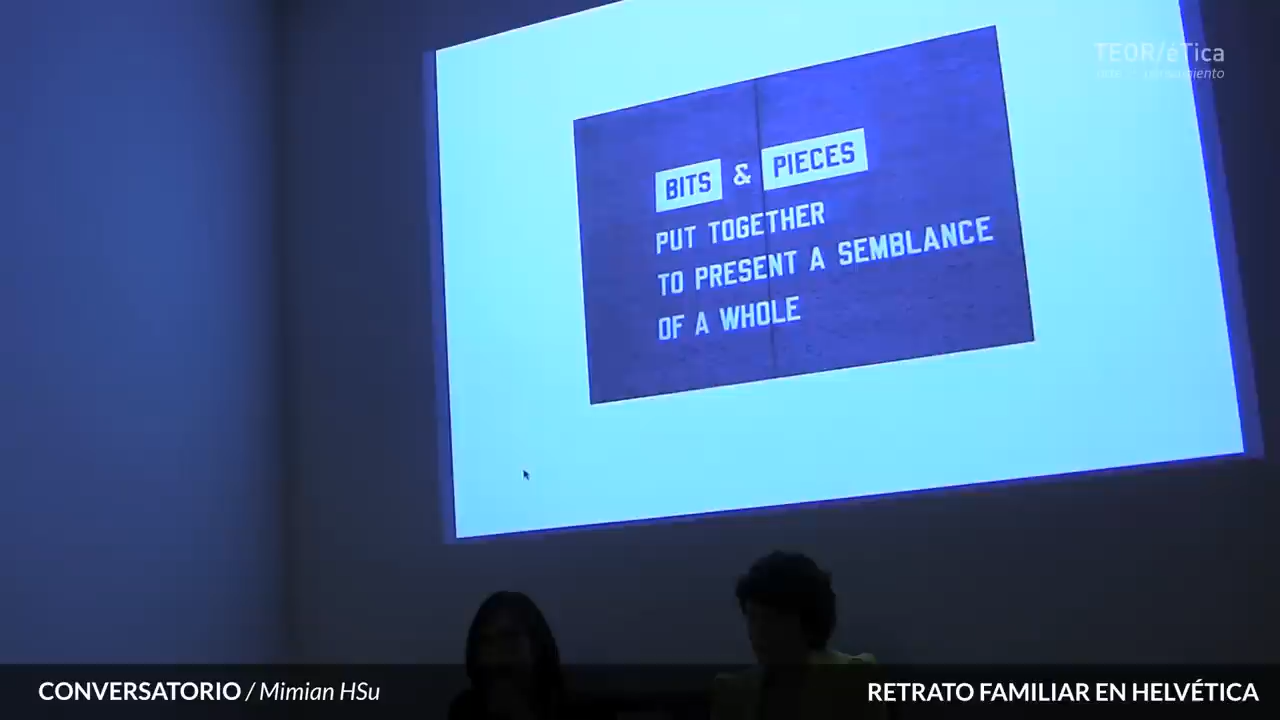 TEOR/éTica
BITS & PIECES
PUT TOGETHER
TO PRESENT A SEMBLANCE
OF A WHOLE
CONVERSATORIO / Mimian HSu
RETRATO FAMILIAR EN HELVÉTICA